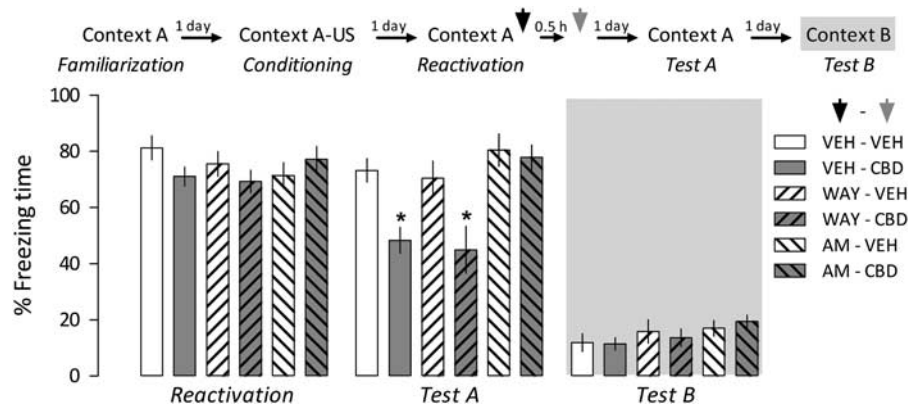 1 day 1 day 0.5 h 1 day 1 day
Context A Context A-US Context A Context A Context B
Familiarization Conditioning Reactivation Test A Test B
% Freezing time
100
80
60
40
20
0
* *
Reactivation Test A Test B
-
VEH - VEH
VEH - CBD
WAY - VEH
WAY - CBD
AM - VEH
AM - CBD